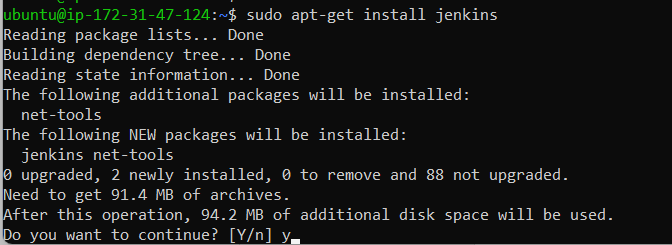 ubuntu@ip-172-31-47-124:~$ sudo apt-get install jenkins
Reading package lists... Done
Building dependency tree... Done
Reading state information... Done
The following additional packages will be installed:
  net-tools
The following NEW packages will be installed:
  jenkins net-tools
0 upgraded, 2 newly installed, 0 to remove and 88 not upgraded.
Need to get 91.4 MB of archives.
After this operation, 94.2 MB of additional disk space will be used.
Do you want to continue? [Y/n] y